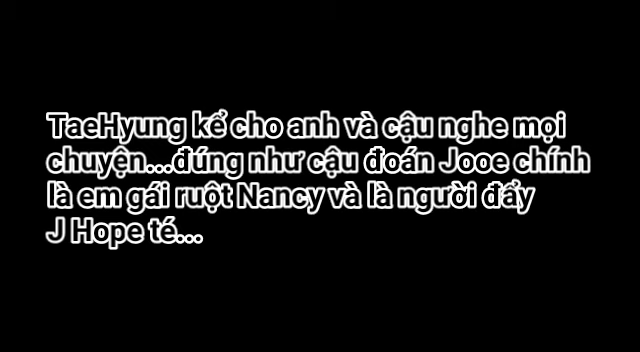 TaeHyung kể cho anh và cậu nghe mọi
chuyện...đúng như cậu đoán Jooe chính
là em gái ruột Nancy và là người đẩy
J Hope té...